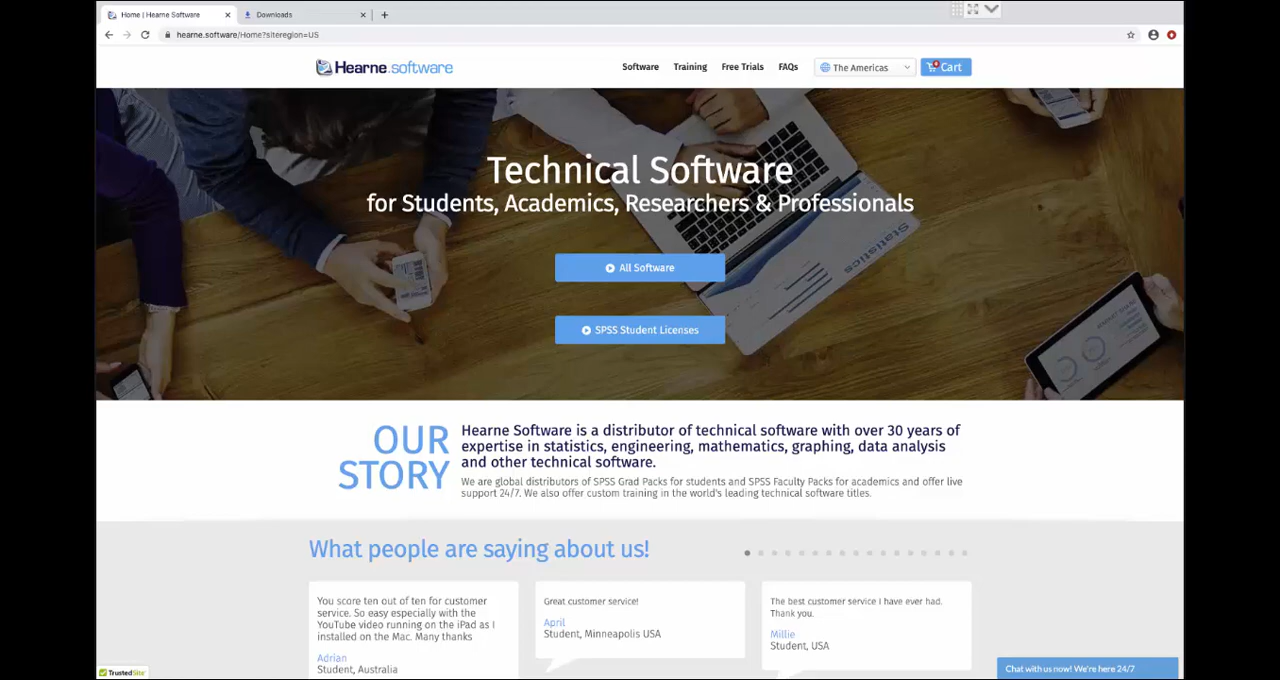 Home | Hearne Software
Downloads
hearne.software/Home?siteregion=US
Hearne.software
Software
Training
Free Trials
FAQs
The Americas
Cart
Technical Software
for Students, Academics, Researchers & Professionals
All Software
SPSS Student Licenses
Statistics
OUR
STORY
Hearne Software is a distributor of technical software with over 30 years of
expertise in statistics, engineering, mathematics, graphing, data analysis
and other technical software.
We are global distributors of SPSS Grad Packs for students and SPSS Faculty Packs for academics and offer live
support 24/7. We also offer custom training in the world's leading technical software titles.
What people are saying about us!
You score ten out of ten for customer
service. So easy especially with the
YouTube video running on the iPad as I
installed on the Mac. Many thanks
Adrian
Student, Australia
Great customer service!
April
Student, Minneapolis USA
The best customer service I have ever had.
Thank you.
Millie
Student, USA
TrustedSite
Chat with us now! We're here 24/7